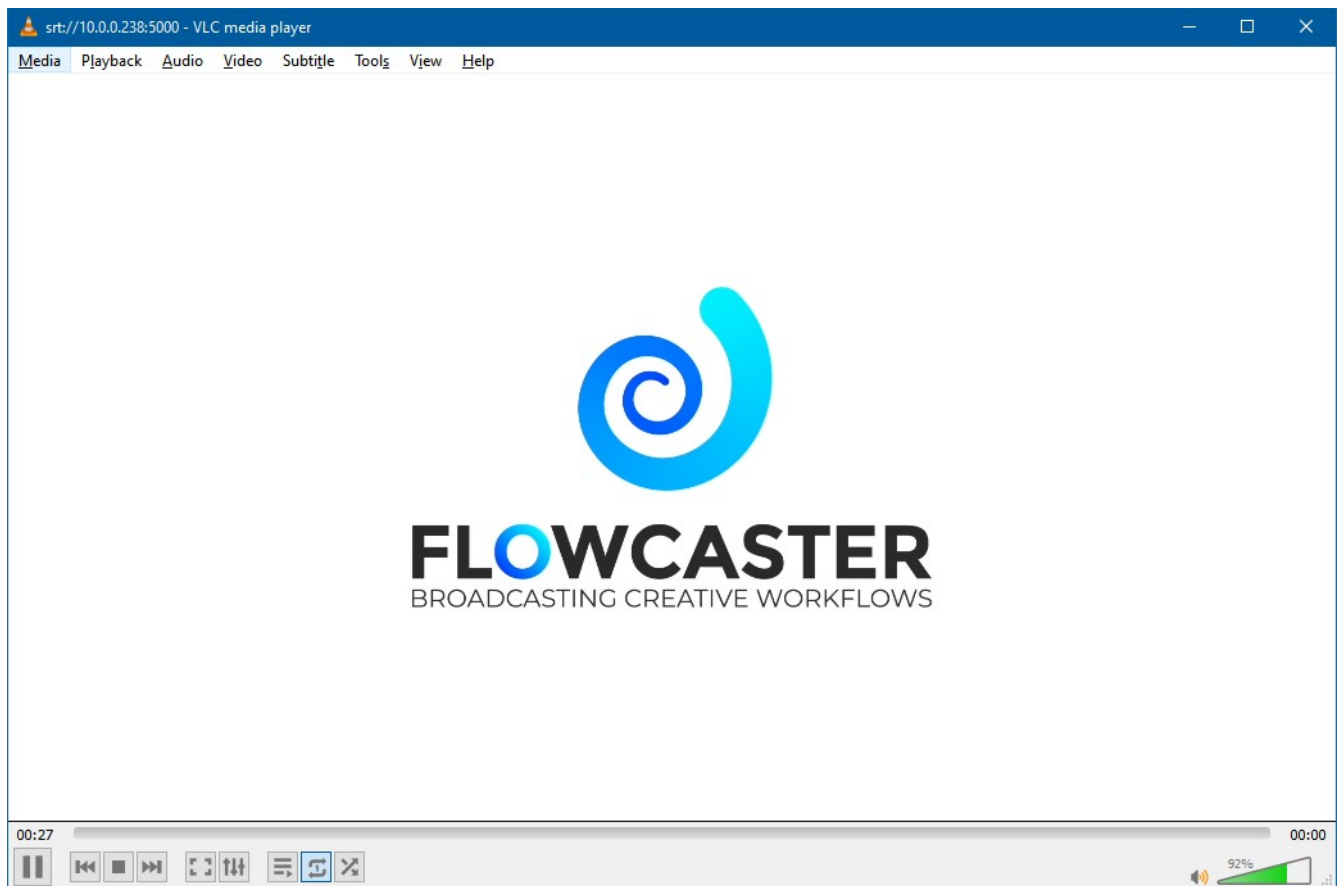 srt://10.0.0.238:5000 - VLC media player
Media Playback Audio Video Subtitle Tools View Help
FLOWCASTER
BROADCASTING CREATIVE WORKFLOWS
00:27 00:00
92%